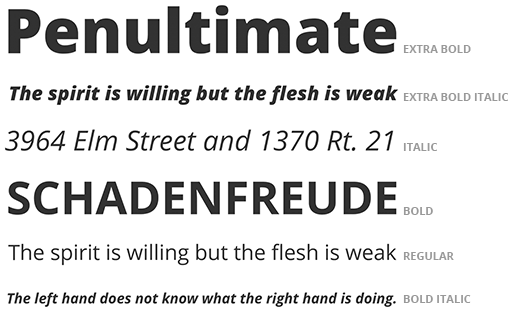 Penultimate EXTRA BOLD
The spirit is willing but the flesh is weak EXTRA BOLD ITALIC
3964 Elm Street and 1370 Rt. 21 ITALIC
SCHADENFREUDE BOLD
The spirit is willing but the flesh is weak REGULAR
The left hand does not know what the right hand is doing. BOLD ITALIC